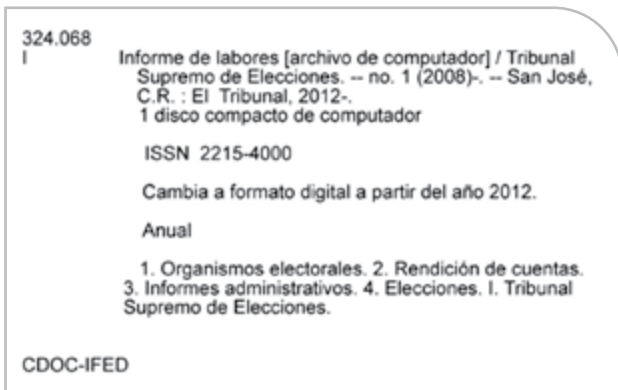 324.068
I Informe de labores [archivo de computador] / Tribunal
Supremo de Elecciones. -- no. 1 (2008)-. -- San José,
C.R. : El Tribunal, 2012-.
1 disco compacto de computador
ISSN 2215-4000
Cambia a formato digital a partir del año 2012.
Anual
1. Organismos electorales. 2. Rendición de cuentas.
3. Informes administrativos. 4. Elecciones. I. Tribunal
Supremo de Elecciones.
CDOC-IFED